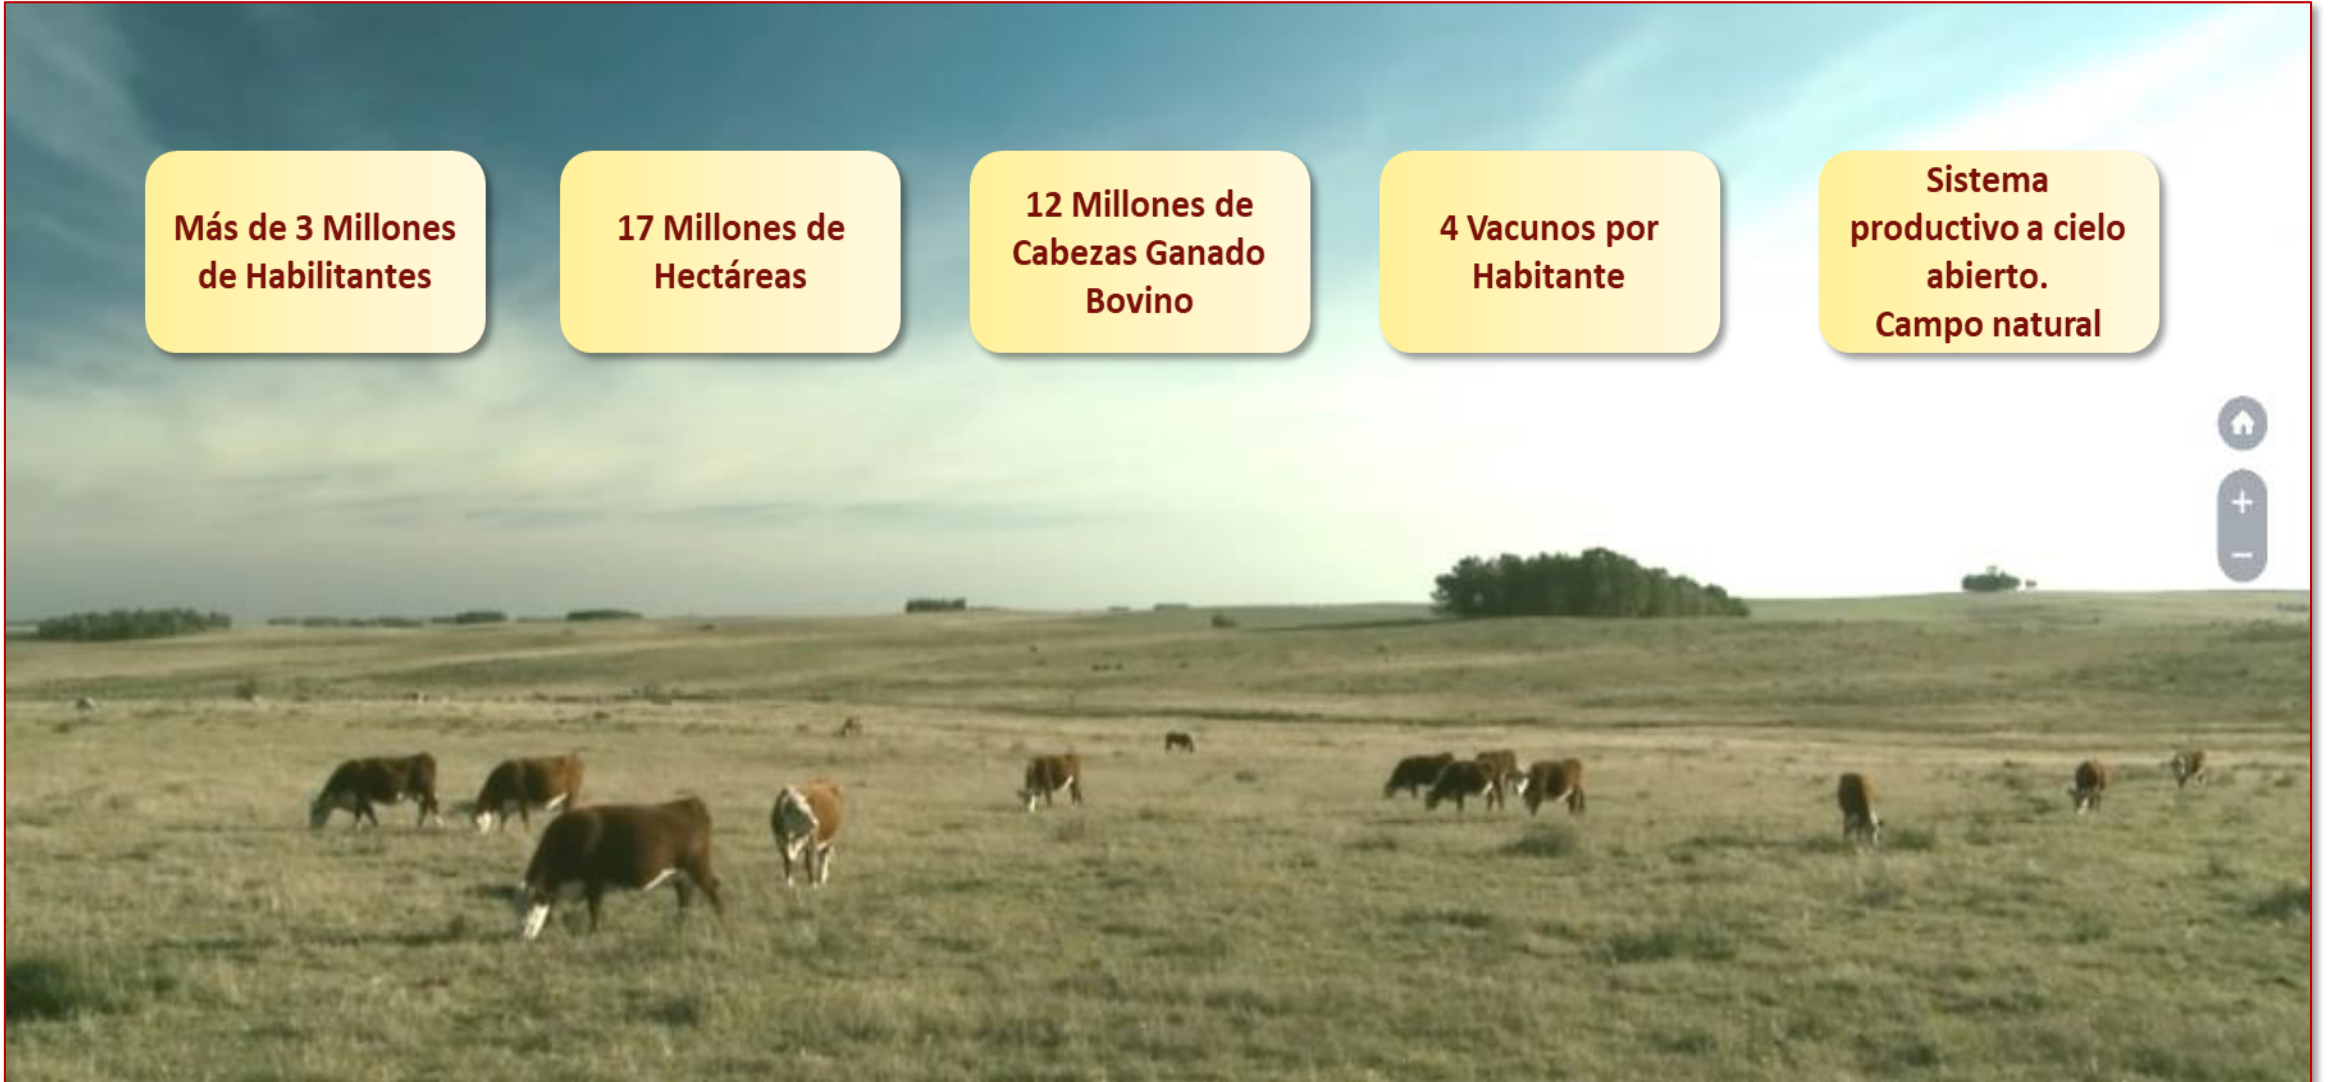 Más de 3 Millones
de Habilitantes
17 Millones de
Hectáreas
12 Millones de
Cabezas Ganado
Bovino
4 Vacunos por
Habitante
Sistema
productivo a cielo
abierto.
Campo natural